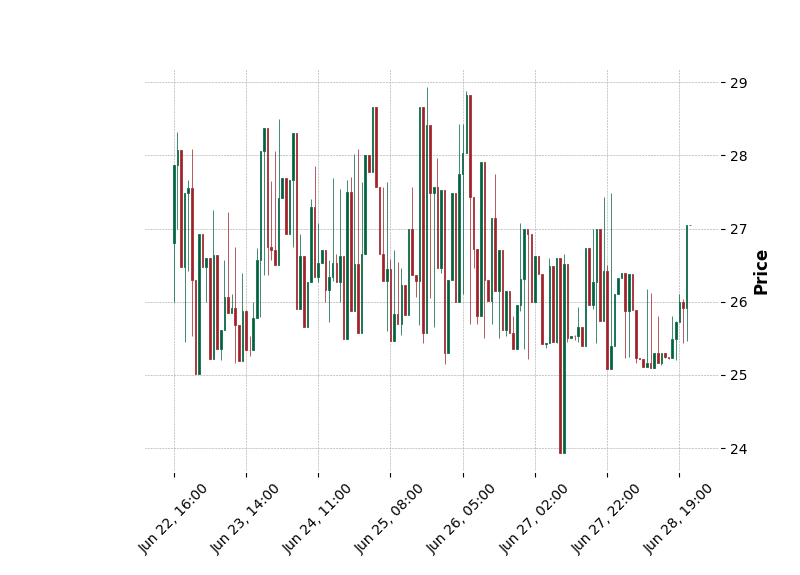 29
28
27
26
25
24
Price
Jun 22, 16:00
Jun 23, 14:00
Jun 24, 11:00
Jun 25, 08:00
Jun 26, 05:00
Jun 27, 02:00
Jun 27, 22:00
Jun 28, 19:00